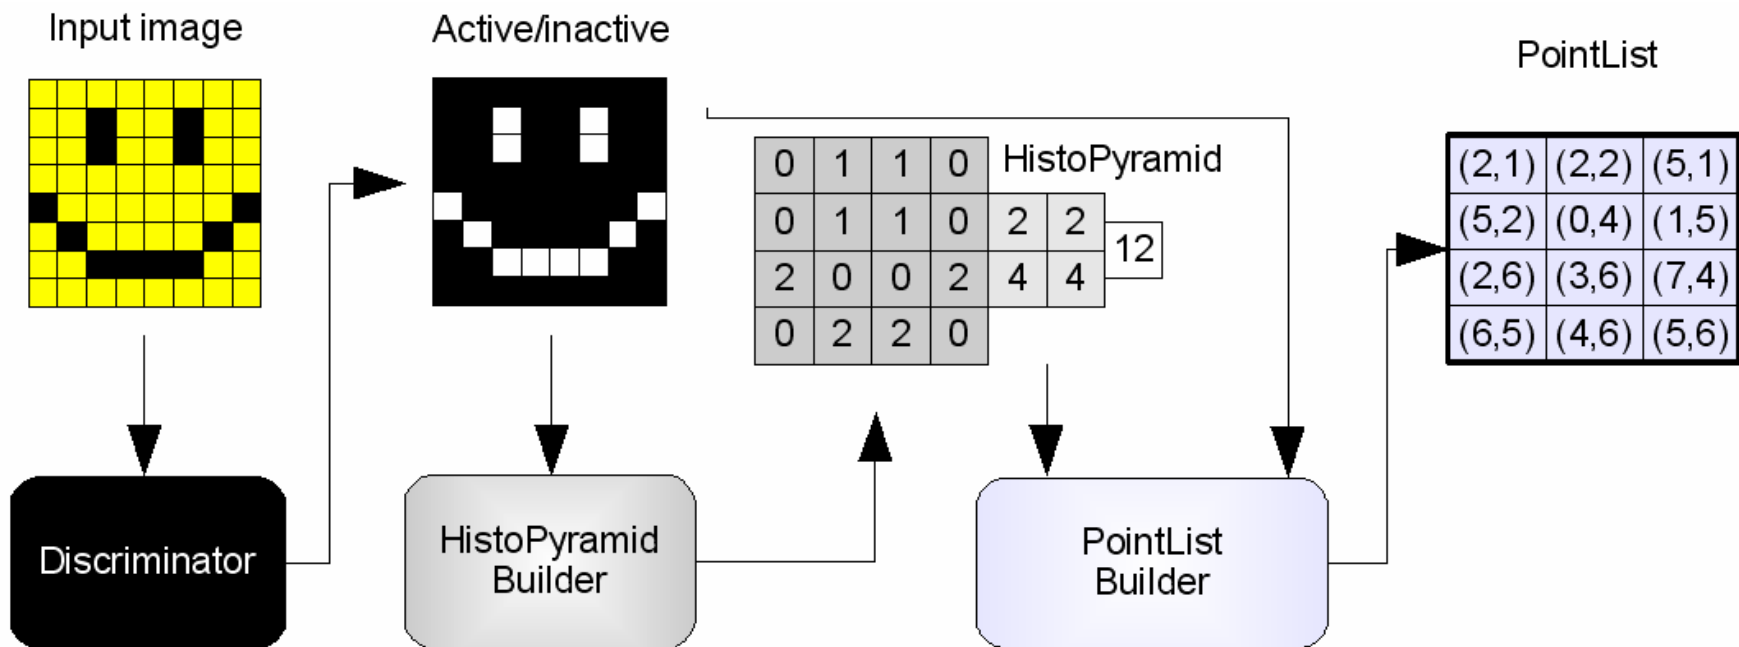 Input image
Active/inactive
PointList
HistoPyramid
0 1 1 0
0 1 1 0
2 0 0 2
0 2 2 0
2 2
4 4
12
(2,1) (2,2) (5,1)
(5,2) (0,4) (1,5)
(2,6) (3,6) (7,4)
(6,5) (4,6) (5,6)
Discriminator
HistoPyramid
Builder
PointList
Builder